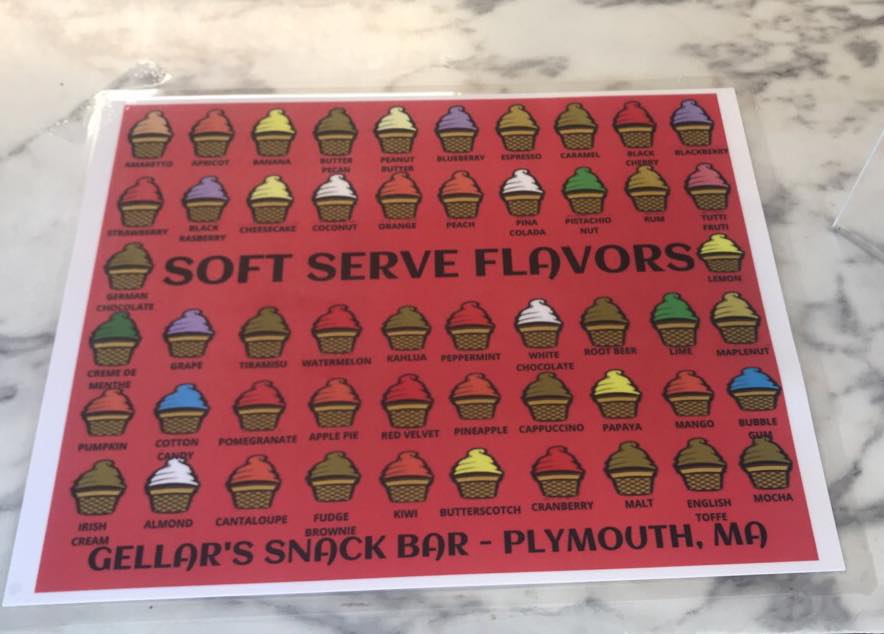 AMARETTO APRICOT BANANA BUTTER PECAN PEANUT BUTTER BLUEBERRY ESPRESSO CARAMEL BLACK CHERRY BLACKBERRY
STRAWBERRY BLACK RASBERRY CHEESECAKE COCONUT ORANGE PEACH PINA COLADA PISTACHIO NUT RUM TUTTI FRUTI
GERMAN CHOCOLATE
SOFT SERVE FLAVORS
LEMON
CREME DE MENTHE GRAPE TIRAMISU WATERMELON KAHLUA PEPPERMINT WHITE CHOCOLATE ROOT BEER LIME MAPLENUT
PUMPKIN COTTON CANDY POMEGRANATE APPLE PIE RED VELVET PINEAPPLE CAPPUCCINO PAPAYA MANGO BUBBLE GUM
IRISH CREAM ALMOND CANTALOUPE FUDGE BROWNIE KIWI BUTTERSCOTCH CRANBERRY MALT ENGLISH TOFFE MOCHA
GELLAR'S SNACK BAR - PLYMOUTH, MA